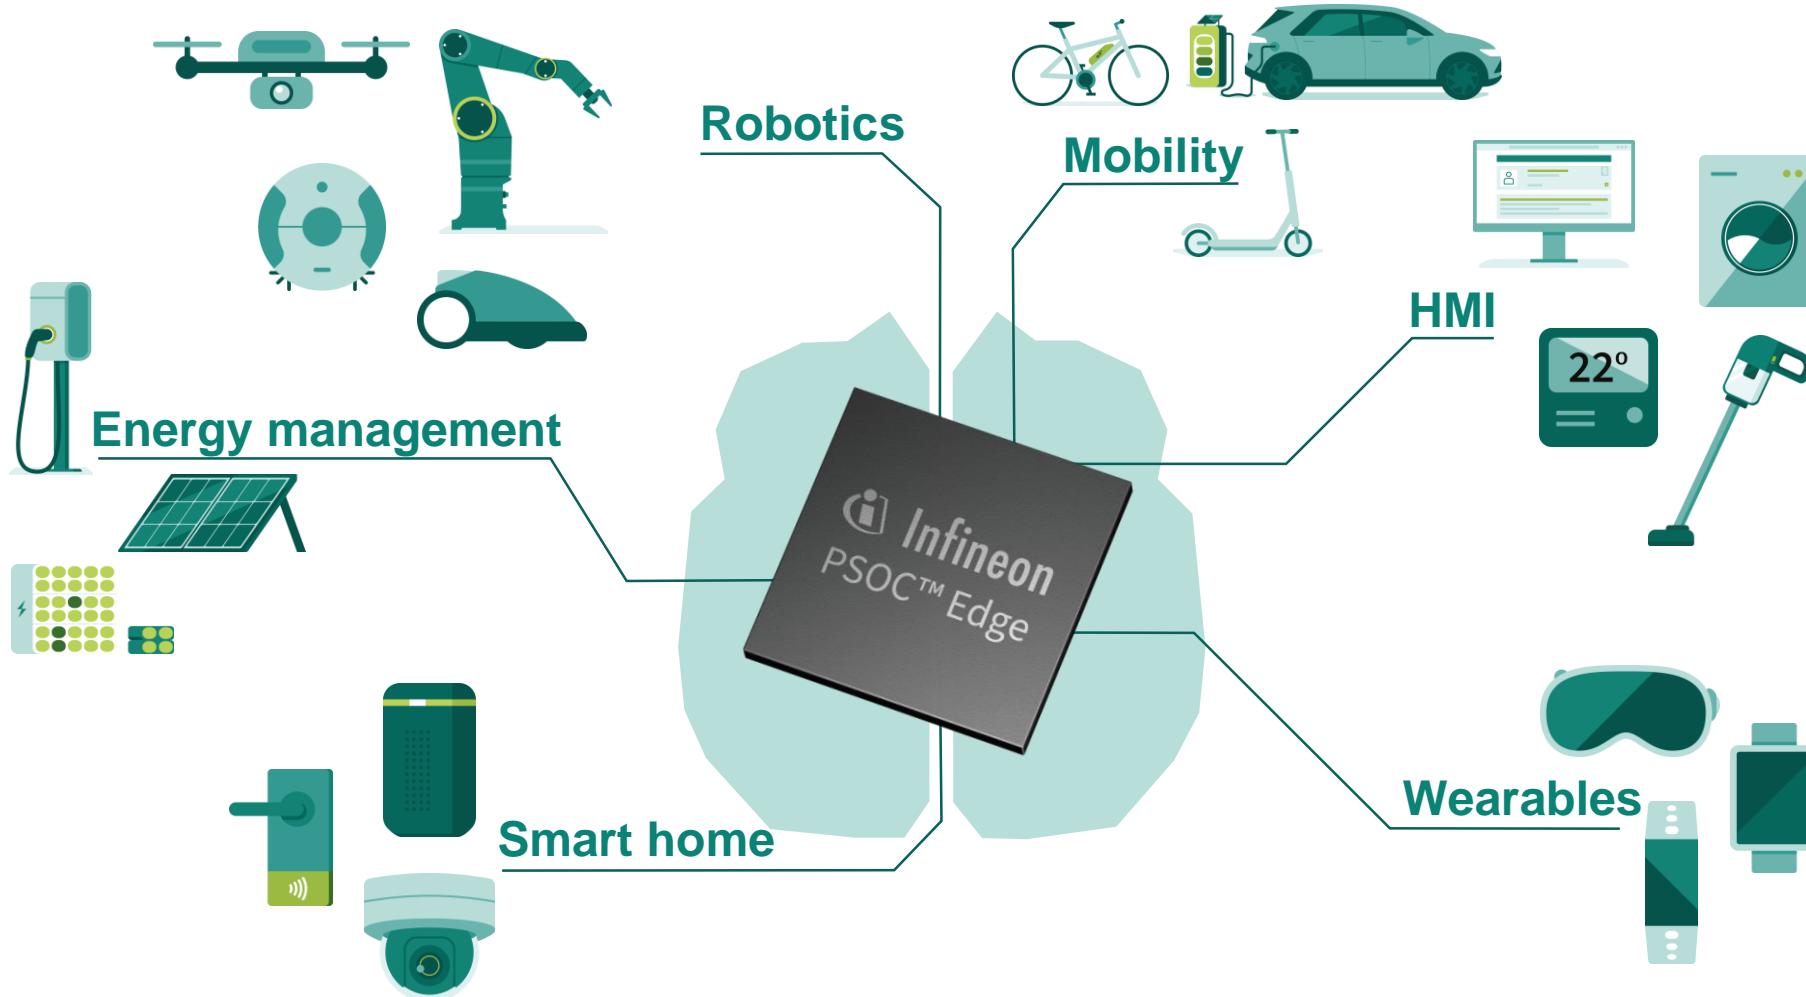 Robotics
Mobility
HMI
22°
Energy management
Infineon
PSOC™ Edge
Wearables
Smart home